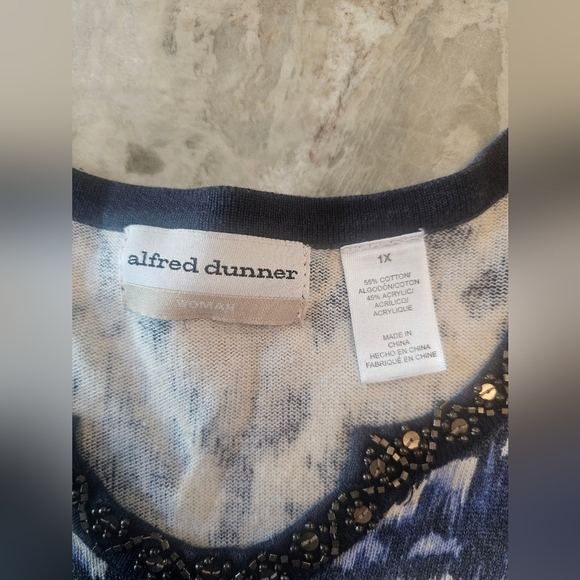 alfred dunner
WOMAN
1X
55% COTTON/
ALGODÓN/COTON
45% ACRYLIC/
ACRILICO/
ACRYLIQUE
MADE IN
CHINA
HECHO EN CHINA
FABRIQUÉ EN CHINE